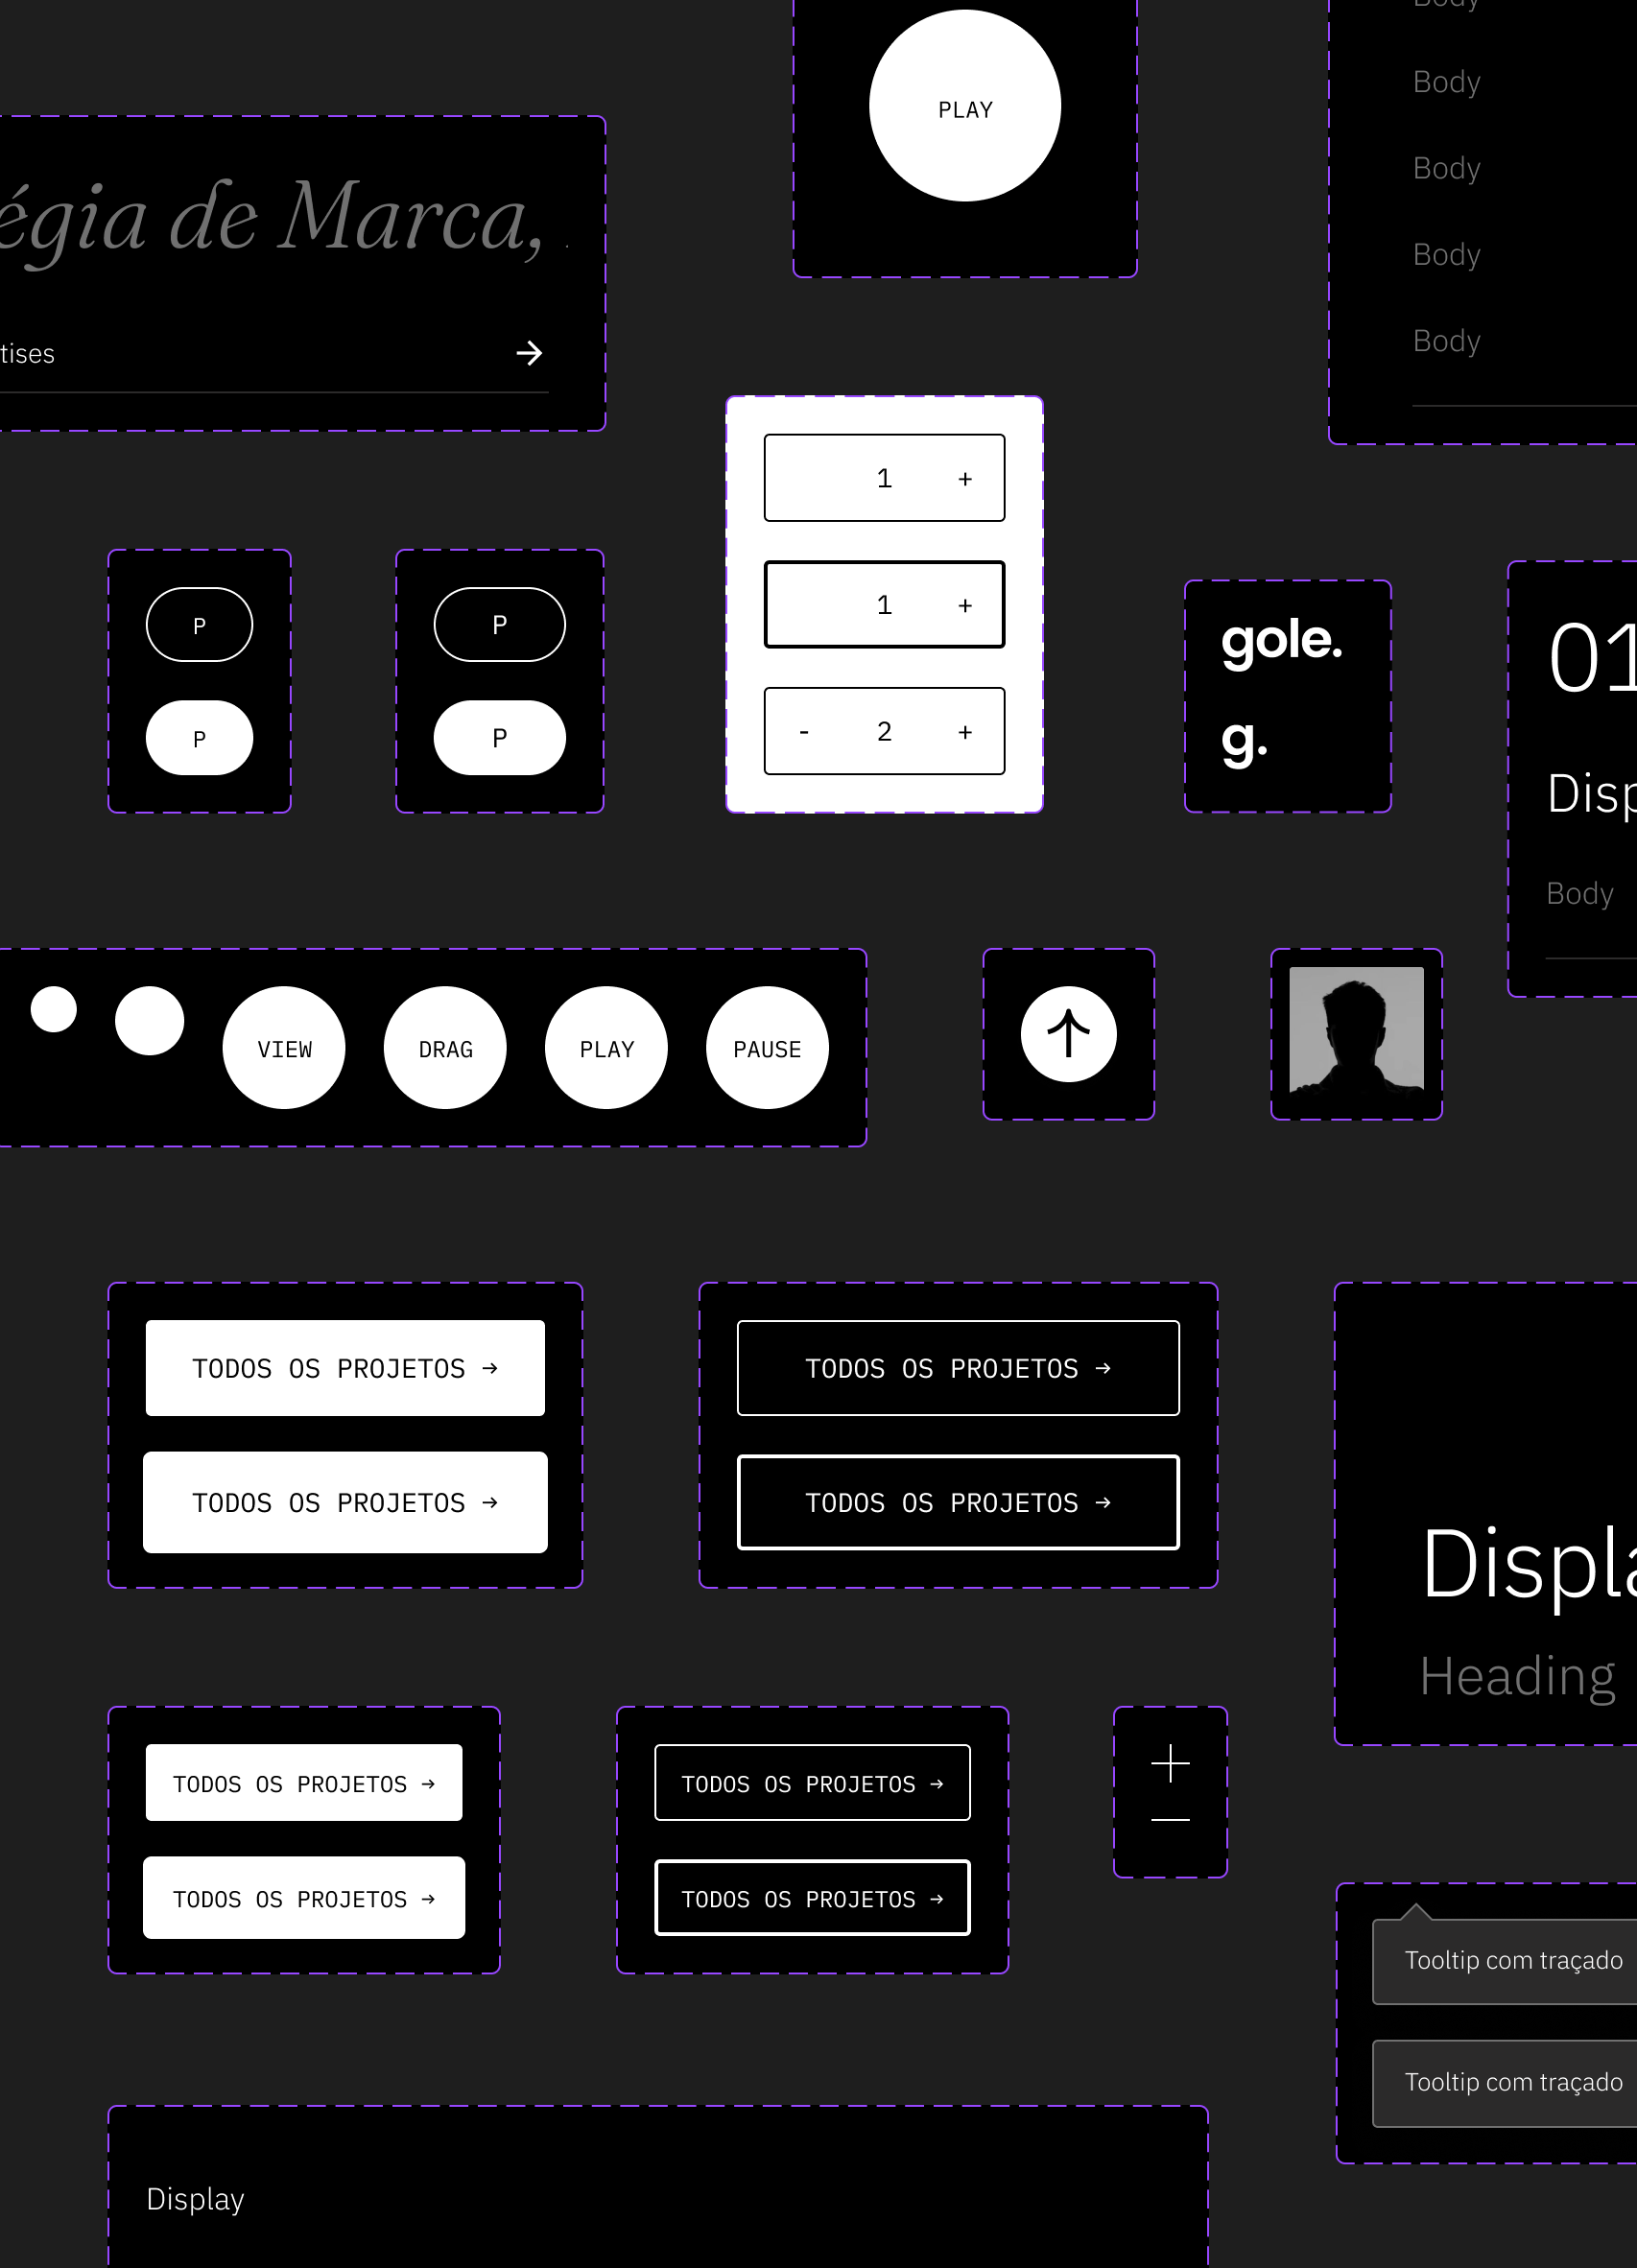 Body
PLAY
Body
Body
égia de Marca,
Body
tises
Body
1 +
1 +
- 2 +
P
P
P
P
gole.
g.
01
Disp
Body
VIEW
DRAG
PLAY
PAUSE
TODOS OS PROJETOS →
TODOS OS PROJETOS →
TODOS OS PROJETOS →
TODOS OS PROJETOS →
Displa
Heading
TODOS OS PROJETOS →
TODOS OS PROJETOS →
TODOS OS PROJETOS →
TODOS OS PROJETOS →
Tooltip com traçado
Tooltip com traçado
Display